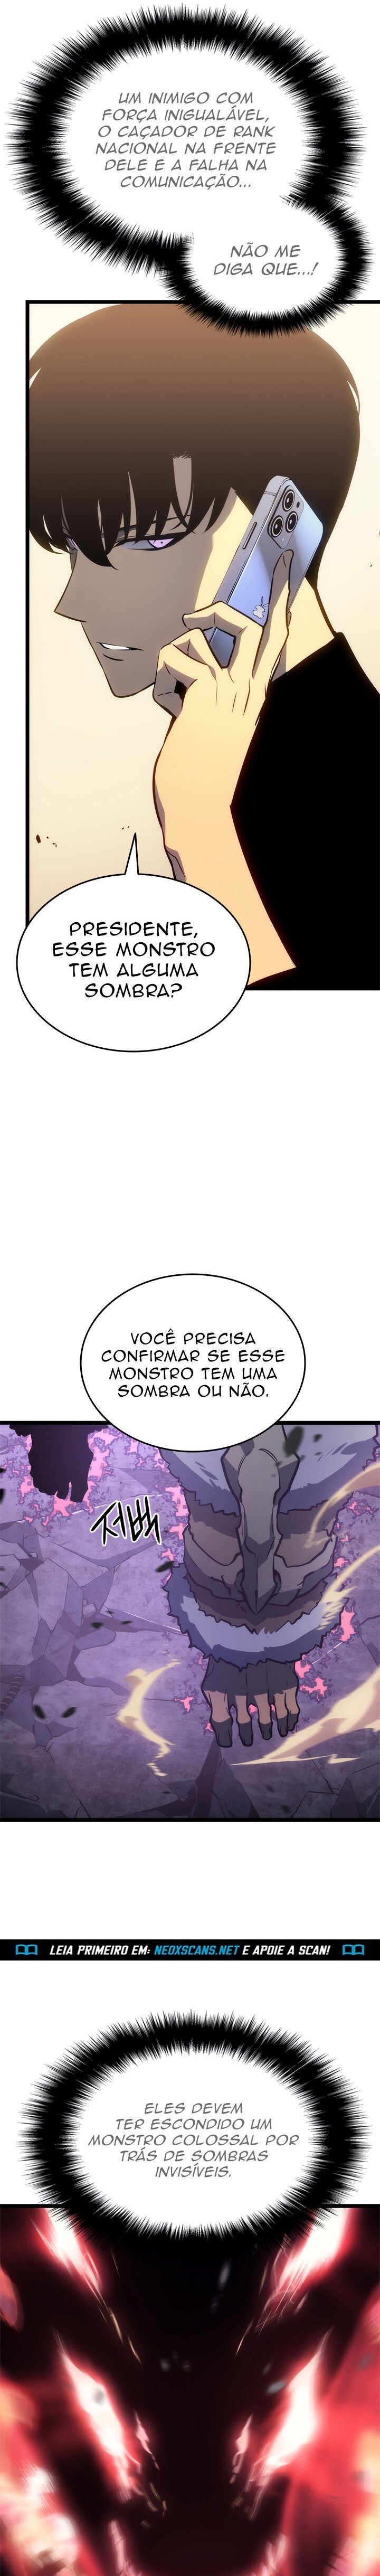 UM INIMIGO COM
FORÇA INIGUALÁVEL,
O CAÇADOR DE RANK
NACIONAL NA FRENTE
DELE E A FALHA NA
COMUNICAÇÃO...
NÃO ME
DIGA QUE...!
PRESIDENTE,
ESSE MONSTRO
TEM ALGUMA
SOMBRA?
VOCÊ PRECISA
CONFIRMAR SE ESSE
MONSTRO TEM UMA
SOMBRA OU NÃO.
저벅
LEIA PRIMEIRO EM: NEOXSCANS.NET E APOIE A SCAN!
ELES DEVEM
TER ESCONDIDO UM
MONSTRO COLOSSAL POR
TRÁS DE SOMBRAS
INVISÍVEIS.